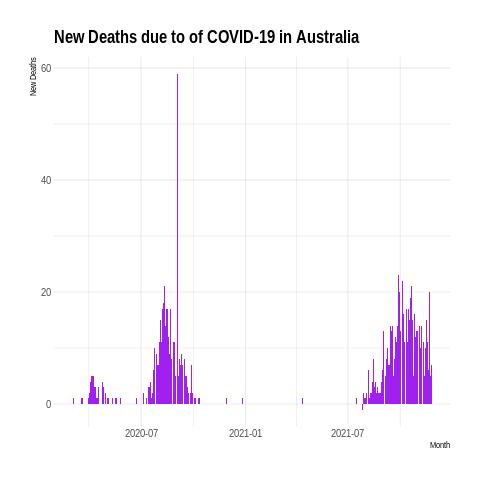 New Deaths due to of COVID-19 in Australia
New Deaths
60
40
20
0
2020-07
2021-01
2021-07
Month